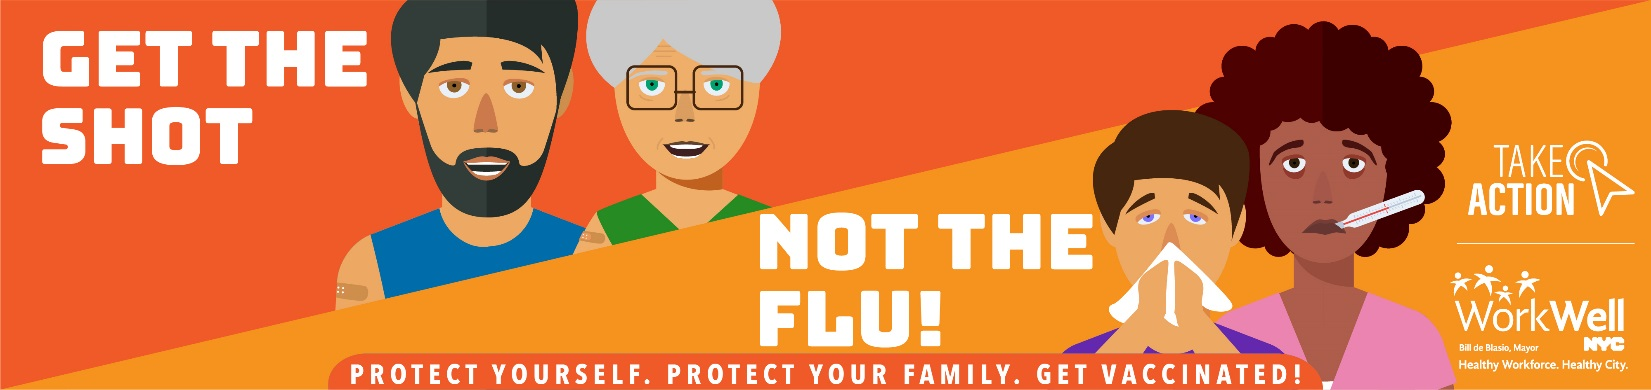 GET THE
SHOT
NOT THE
FLU!
PROTECT YOURSELF. PROTECT YOUR FAMILY. GET VACCINATED!
TAKE
ACTION
WorkWell
NYC
Bill de Blasio, Mayor
Healthy Workforce. Healthy City.